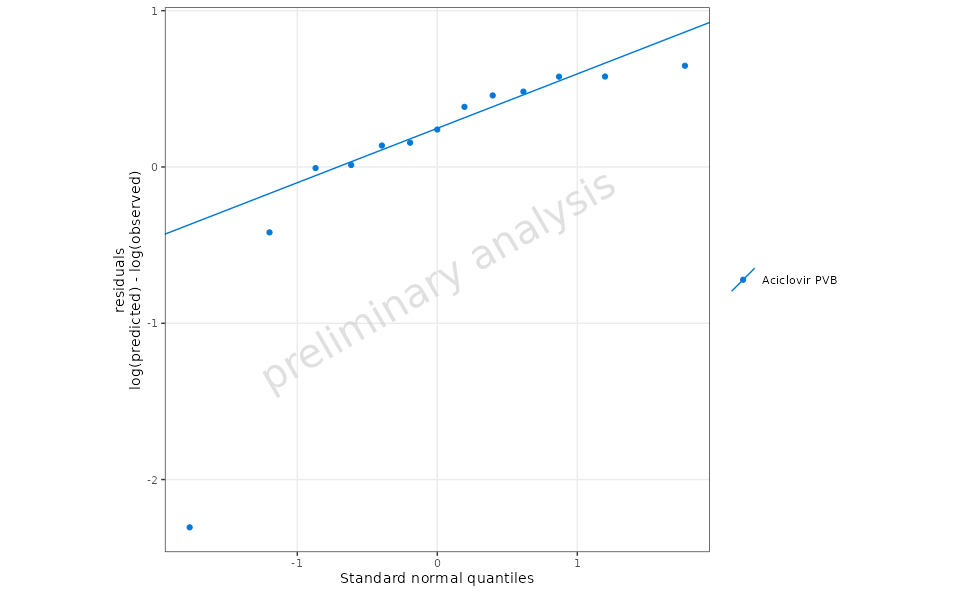 1
0
-1
-2
residuals
log(predicted) - log(observed)
preliminary analysis
Aciclovir PVB
-1
0
1
Standard normal quantiles